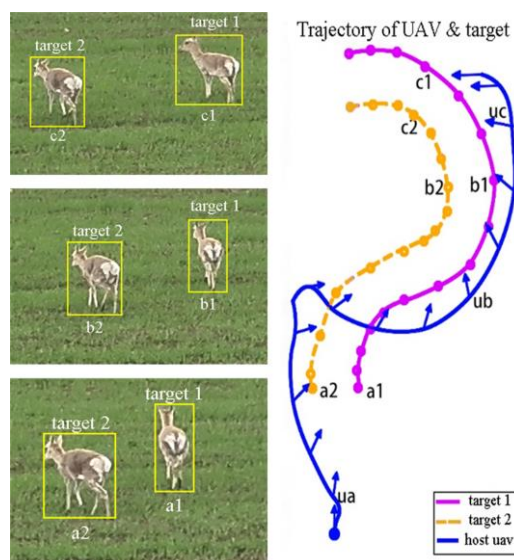 target 1
target 2
c2
c1
target 1
target 2
b1
b2
target 1
target 2
a1
a2
Trajectory of UAV & target
c1
uc
c2
b2
b1
ub
a2
a1
ua
target 1
target 2
host uav